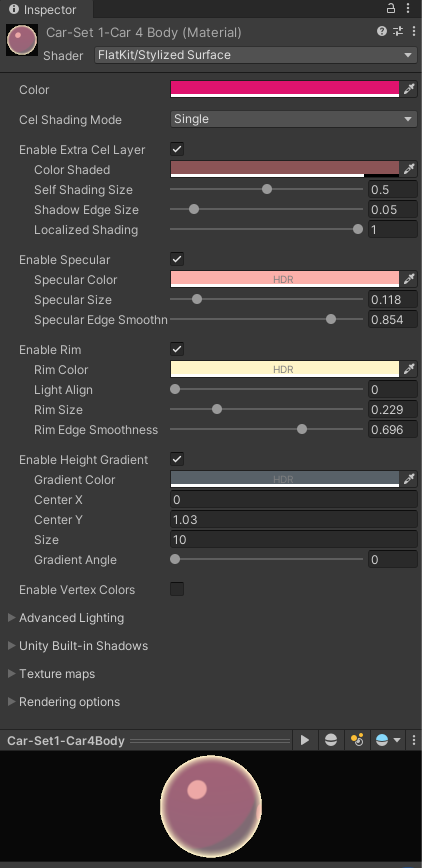 Inspector
Car-Set 1-Car 4 Body (Material)
Shader FlatKit/Stylized Surface
Color
Cel Shading Mode Single
Enable Extra Cel Layer
Color Shaded
Self Shading Size 0.5
Shadow Edge Size 0.05
Localized Shading 1
Enable Specular
Specular Color HDR
Specular Size 0.118
Specular Edge Smoothn 0.854
Enable Rim
Rim Color HDR
Light Align 0
Rim Size 0.229
Rim Edge Smoothness 0.696
Enable Height Gradient
Gradient Color HDR
Center X 0
Center Y 1.03
Size 10
Gradient Angle 0
Enable Vertex Colors
Advanced Lighting
Unity Built-in Shadows
Texture maps
Rendering options
Car-Set1-Car4Body